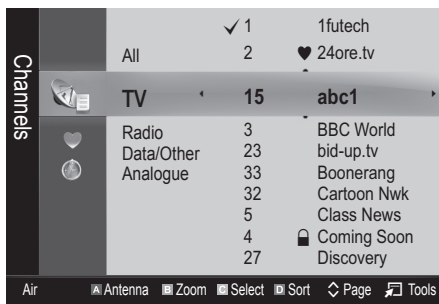 Channels
1 1futech
All 2 24ore.tv
TV 15 abc1
Radio 3 BBC World
Data/Other 23 bid-up.tv
Analogue 33 Boonerang
32 Cartoon Nwk
5 Class News
4 Coming Soon
27 Discovery
Air A Antenna B Zoom C Select D Sort Page Tools